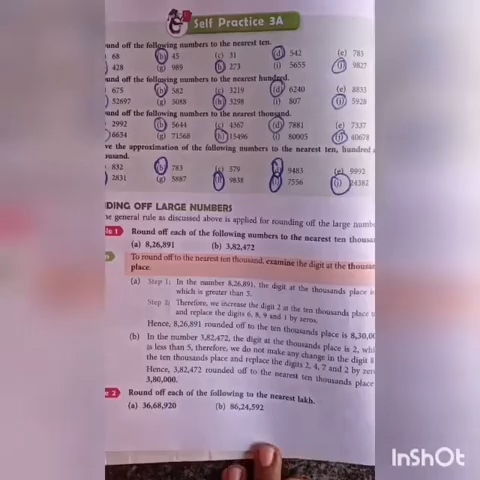 Self Practice 3A
und off the following numbers to the nearest ten.
68 (b) 45 (c) 31 (d) 542 (e) 783
428 (g) 989 (h) 273 (i) 5655 (j) 9827
und off the following numbers to the nearest hundred.
675 (b) 582 (c) 3219 (d) 6240 (e) 8833
52697 (g) 5088 (h) 3298 (i) 807 (j) 5928
und off the following numbers to the nearest thousand.
2992 (b) 5644 (c) 4367 (d) 7881 (e) 7337
6634 (g) 71568 (h) 15496 (i) 80005 (j) 40678
ve the approximation of the following numbers to the nearest ten, hundred a
ousand.
832 (b) 783 (c) 579 9483 (e) 9992
2831 (g) 5887 9838 7556 24382
DING OFF LARGE NUMBERS
he general rule as discussed above is applied for rounding off the large numbe
le 1 Round off each of the following numbers to the nearest ten thousan
(a) 8,26,891 (b) 3,82,472
To round off to the nearest ten thousand, examine the digit at the thousan
place.
(a) Step 1: In the number 8,26,891, the digit at the thousands place is
which is greater than 5.
Step 2: Therefore, we increase the digit 2 at the ten thousands place
and replace the digits 6, 8, 9 and 1 by zeros.
Hence, 8,26,891 rounded off to the ten thousands place is 8,30,00
(b) In the number 3,82,472, the digit at the thousands place is 2, whi
is less than 5, therefore, we do not make any change in the digit 8
the ten thousands place and replace the digits 2, 4, 7 and 2 by zer
Hence, 3,82,472 rounded off to the nearest ten thousands place
3,80,000.
e 2 Round off each of the following to the nearest lakh.
(a) 36,68,920 (b) 86,24,592
InShOt